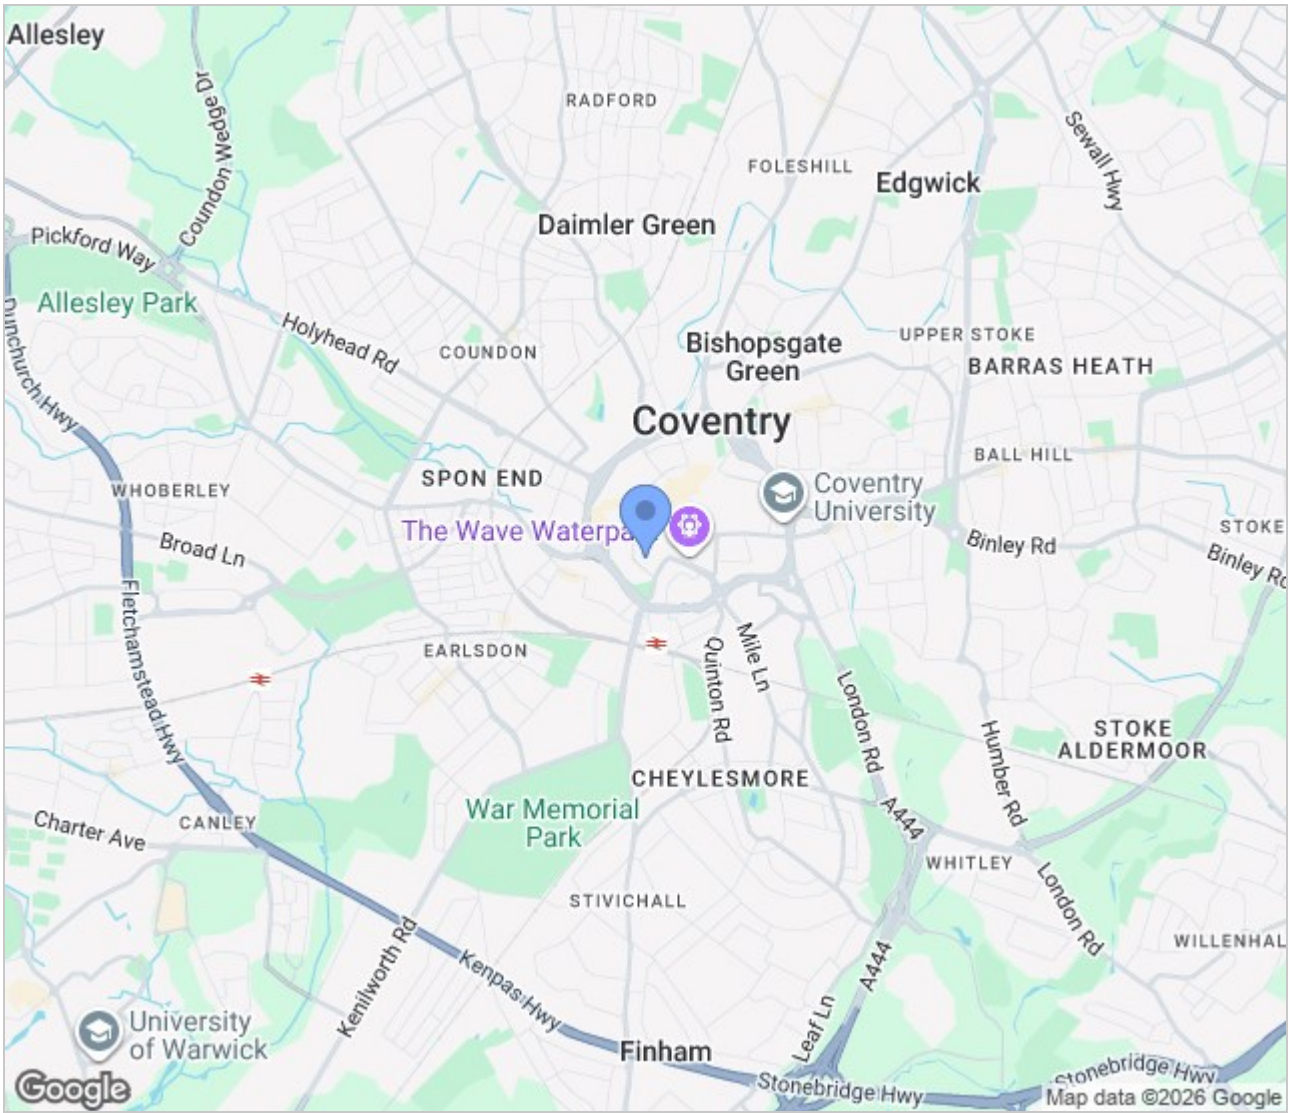 Allesley
Coundon Wedge Dr
RADFORD
Sewall Hwy
FOLESHILL
Edgwick
Daimler Green
Pickford Way
Allesley Park
Dunchurch Hwy
Holyhead Rd
COUNDON
Bishopsgate
Green
UPPER STOKE
BARRAS HEATH
Coventry
BALL HILL
SPON END
WHOBERLEY
Coventry
University
The Wave Waterpa
STOKE
Broad Ln
Binley Rd
Binley Rd
Fletchamstead Hwy
EARLSDON
Quinton Rd
Mile Ln
London Rd
Humber Rd
STOKE
ALDERMOOR
CHEYLESMORE
War Memorial
Park
A444
Charter Ave
CANLEY
WHITLEY
London Rd
STIVICHALL
WILLENHAL
Kenilworth Rd
Kenpas Hwy
A444
Leaf Ln
University
of Warwick
Finham
Stonebridge Hwy
Stonebridge Hwy
Google
Map data ©2026 Google